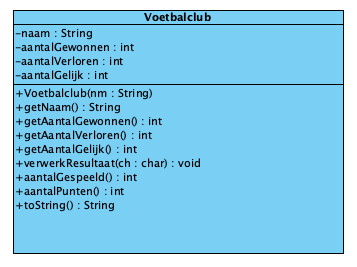 Voetbalclub
-naam : String
-aantalGewonnen : int
-aantalVerloren : int
-aantalGelijk : int
+Voetbalclub(nm : String)
+getNaam() : String
+getAantalGewonnen() : int
+getAantalVerloren() : int
+getAantalGelijk() : int
+verwerkResultaat(ch : char) : void
+aantalGespeeld() : int
+aantalPunten() : int
+toString() : String